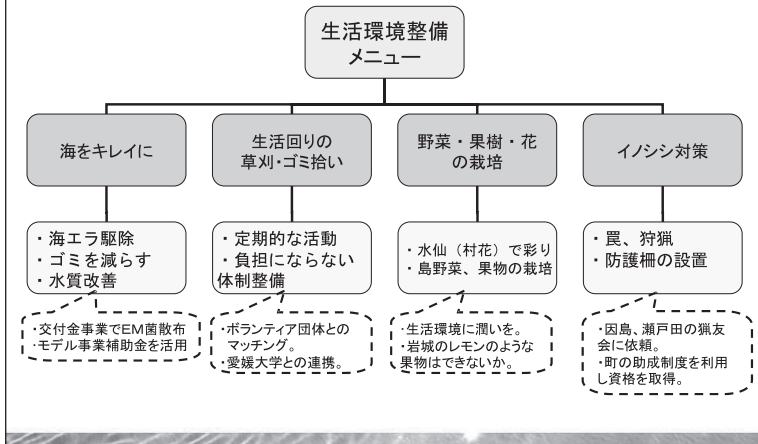 生活環境整備
メニュー
海をキレイに
生活回りの
草刈・ゴミ拾い
野菜・果樹・花
の栽培
イノシシ対策
・海エラ駆除
・ゴミを減らす
・水質改善
・定期的な活動
・負担にならない
体制整備
・水仙（村花）で彩り
・島野菜、果物の栽培
・罠、狩猟
・防護柵の設置
・交付金事業でEM菌散布
・モデル事業補助金を活用
・ボランティア団体との
マッチング。
・愛媛大学との連携。
・生活環境に潤いを。
・岩城のレモンのような
果物はできないか。
・因島、瀬戸田の猟友
会に依頼。
・町の助成制度を利用
し資格を取得。